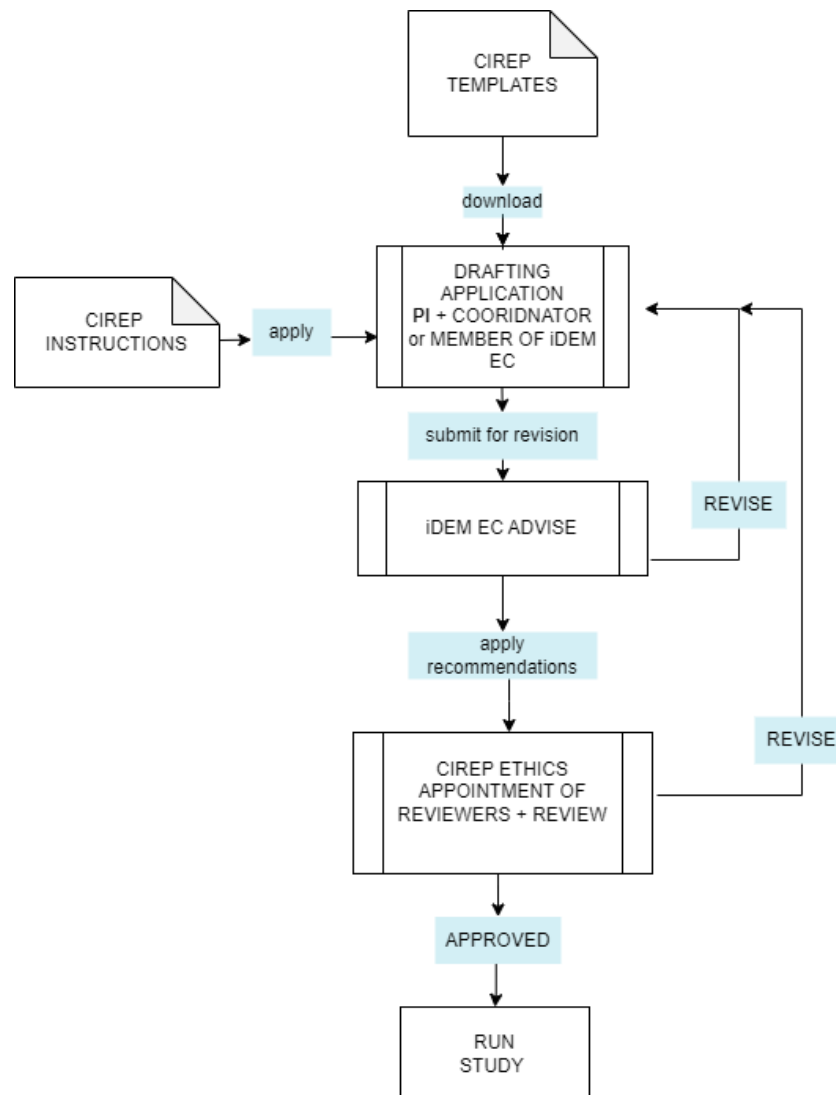 CIREP
TEMPLATES
download
DRAFTING
APPLICATION
PI + COORIDNATOR
or MEMBER OF iDEM
EC
CIREP
INSTRUCTIONS
apply
submit for revision
REVISE
iDEM EC ADVISE
apply
recommendations
REVISE
CIREP ETHICS
APPOINTMENT OF
REVIEWERS + REVIEW
APPROVED
RUN
STUDY